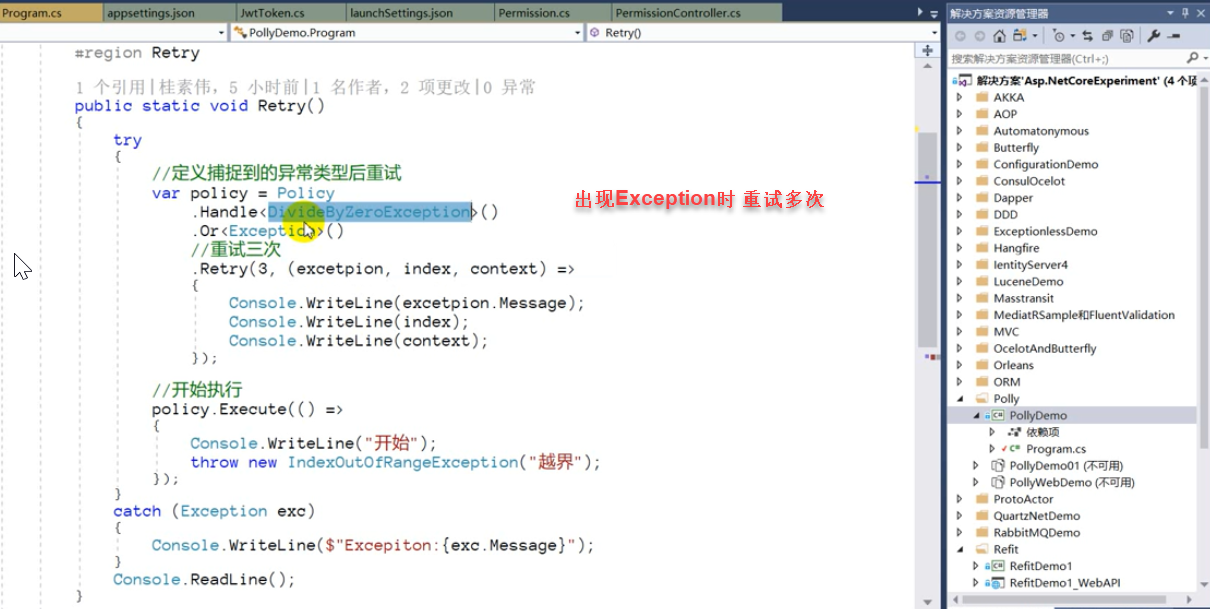 Program.cs
appsettings.json
JwtToken.cs
launchSettings.json
Permission.cs
PermissionController.cs
PollyDemo.Program
Retry()
#region Retry
1 个引用|桂素伟，5 小时前|1 名作者，2 项更改|0 异常
public static void Retry()
{
try
{
//定义捕捉到的异常类型后重试
var policy = Policy
.Handle<DivideByZeroException>()
.Or<Exception>()
//重试三次
.Retry(3, (excetpion, index, context) =>
{
Console.WriteLine(excetpion.Message);
Console.WriteLine(index);
Console.WriteLine(context);
});
//开始执行
policy.Execute(() =>
{
Console.WriteLine("开始");
throw new IndexOutOfRangeException("越界");
});
}
catch (Exception exc)
{
Console.WriteLine($"Excepiton:{exc.Message}");
}
Console.ReadLine();
}
出现Exception时 重试多次
解决方案资源管理器
搜索解决方案资源管理器(Ctrl+;)
解决方案'Asp.NetCoreExperiment' (4 个项
AKKA
AOP
Automatonymous
Butterfly
ConfigurationDemo
ConsulOcelot
Dapper
DDD
ExceptionlessDemo
Hangfire
IentityServer4
LuceneDemo
Masstransit
MediatRSample和FluentValidation
MVC
OcelotAndButterfly
Orleans
ORM
Polly
PollyDemo
依赖项
Program.cs
PollyDemo01 (不可用)
PollyWebDemo (不可用)
ProtoActor
QuartzNetDemo
RabbitMQDemo
Refit
RefitDemo1
RefitDemo1_WebAPI